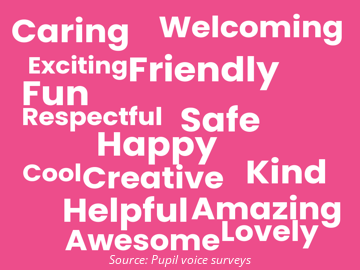 Caring Welcoming
Exciting Friendly
Fun
Respectful Safe
Happy
Cool Creative Kind
Helpful Amazing
Awesome Lovely
Source: Pupil voice surveys